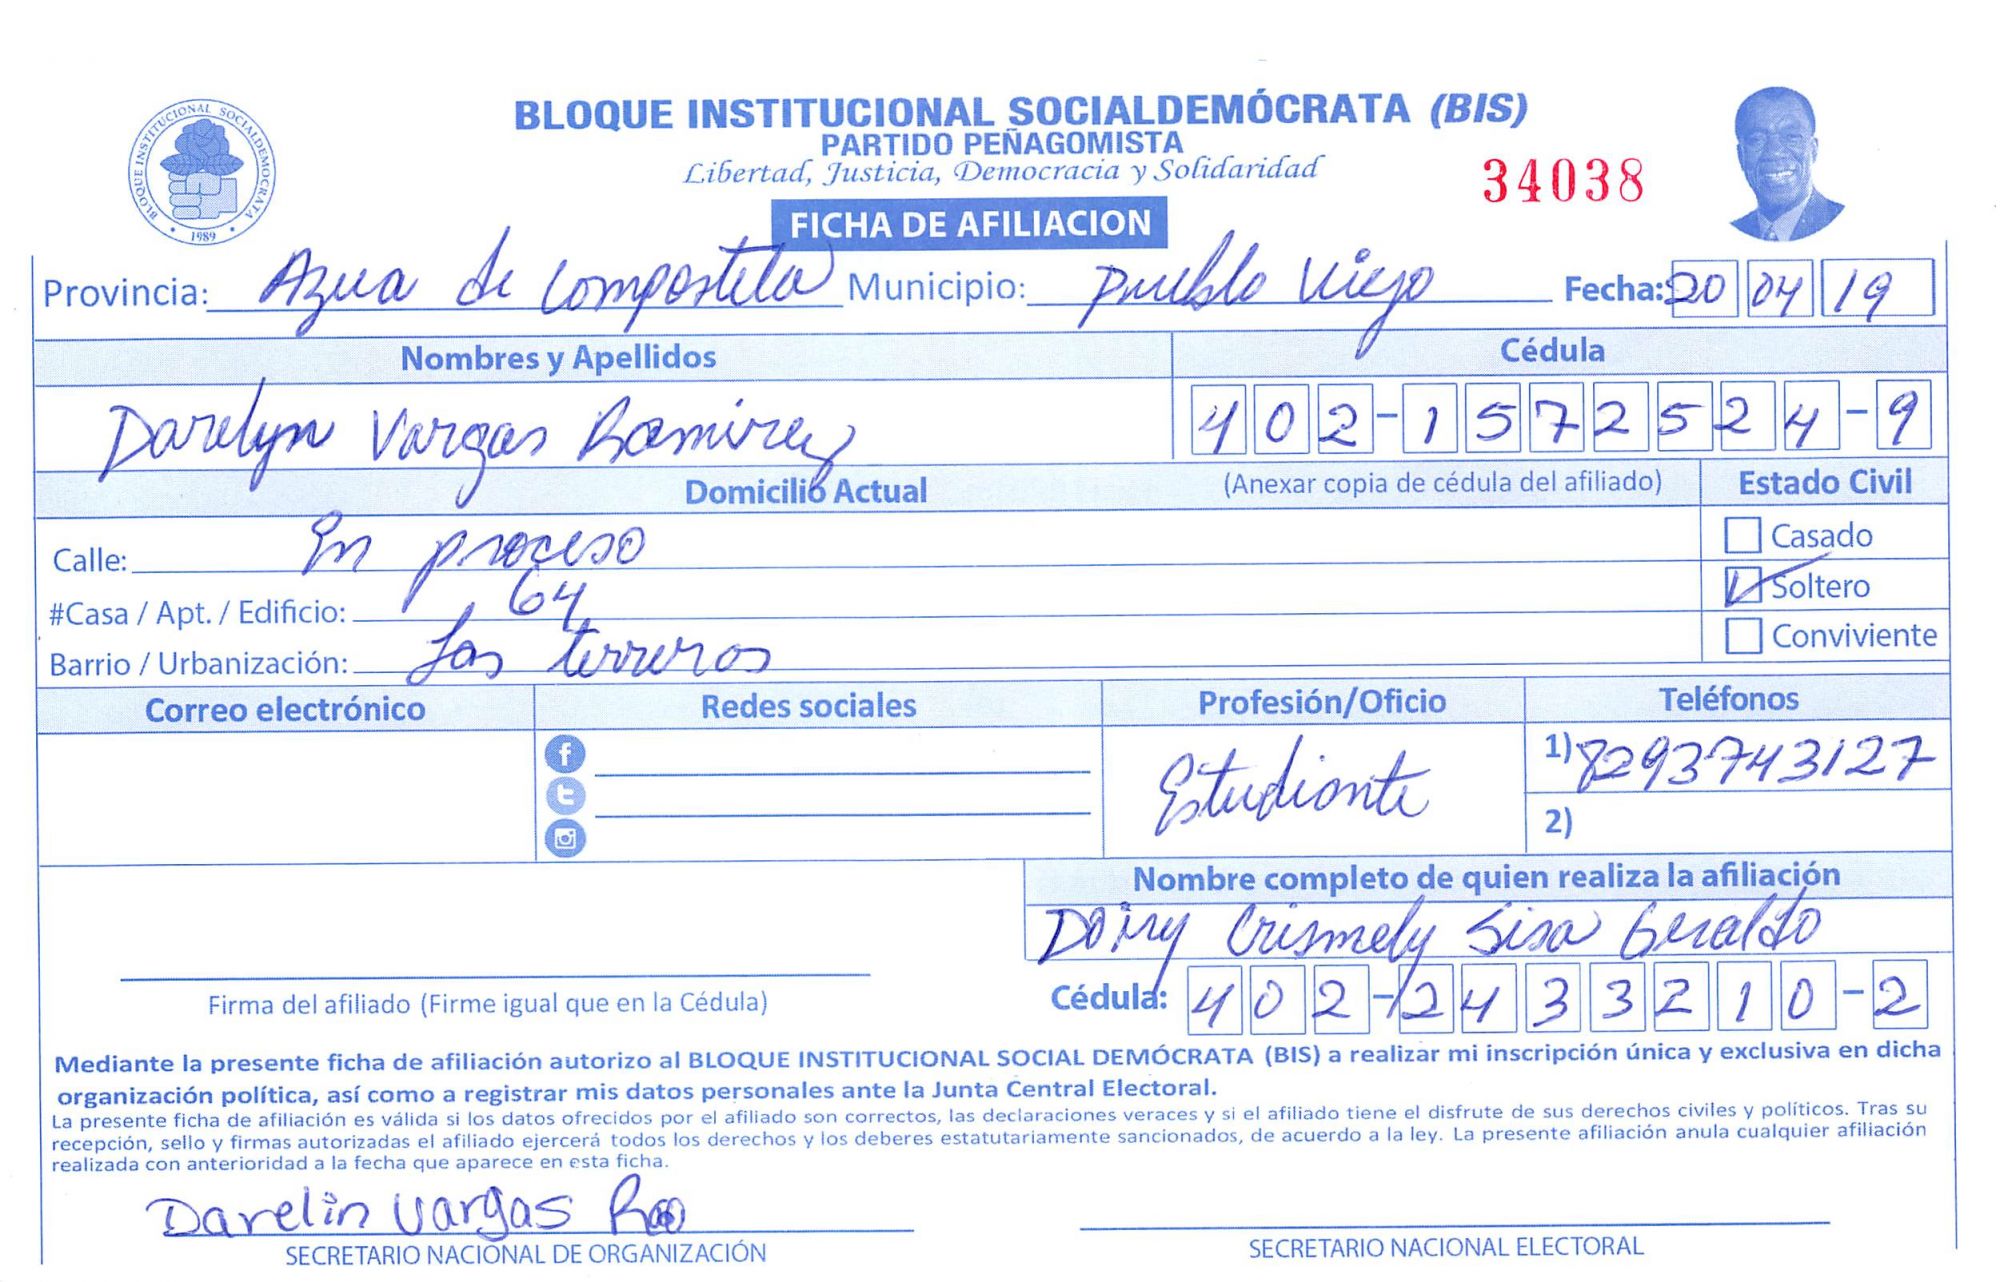 BLOQUE INSTITUCIONAL SOCIALDEMÓCRATA (BIS)
PARTIDO PEÑAGOMISTA
Libertad, Justicia, Democracia y Solidaridad
34038
BLOQUE INSTITUCIONAL SOCIALDEMOCRATA
1989
FICHA DE AFILIACION
Provincia: Azua de Compostela Municipio: Pueblo Viejo Fecha: 20 04 19
Nombres y Apellidos Cédula
Darelyn Vargas Ramirez 402-1572524-9
Domicilio Actual (Anexar copia de cédula del afiliado) Estado Civil
Calle: En proceso Casado
#Casa / Apt. / Edificio: 64 Soltero
Barrio / Urbanización: Las terreros Conviviente
Correo electrónico Redes sociales Profesión/Oficio Teléfonos
Estudiante 1) 8293743127
2)
Nombre completo de quien realiza la afiliación
Doiry Crismely Sisa Geraldo
Firma del afiliado (Firme igual que en la Cédula) Cédula: 402-2433210-2
Mediante la presente ficha de afiliación autorizo al BLOQUE INSTITUCIONAL SOCIAL DEMÓCRATA (BIS) a realizar mi inscripción única y exclusiva en dicha
organización política, así como a registrar mis datos personales ante la Junta Central Electoral.
La presente ficha de afiliación es válida si los datos ofrecidos por el afiliado son correctos, las declaraciones veraces y si el afiliado tiene el disfrute de sus derechos civiles y políticos. Tras su
recepción, sello y firmas autorizadas el afiliado ejercerá todos los derechos y los deberes estatutariamente sancionados, de acuerdo a la ley. La presente afiliación anula cualquier afiliación
realizada con anterioridad a la fecha que aparece en esta ficha.
Darelin Vargas
SECRETARIO NACIONAL DE ORGANIZACIÓN SECRETARIO NACIONAL ELECTORAL